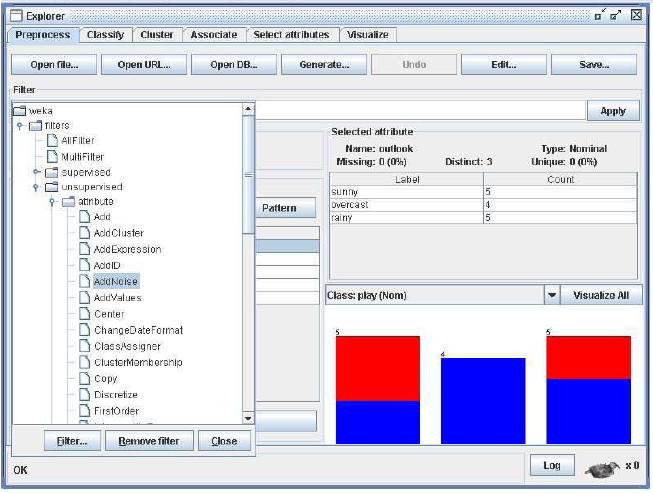 Explorer
Preprocess Classify Cluster Associate Select attributes Visualize
Open file... Open URL... Open DB... Generate... Undo Edit... Save...
Filter
weka
Apply
filters
AllFilter
MultiFilter
supervised
unsupervised
attribute
Add
AddCluster
AddExpression
AddID
AddNoise
AddValues
Center
ChangeDateFormat
ClassAssigner
ClusterMembership
Copy
Discretize
FirstOrder
Filter... Remove filter Close
Pattern
Selected attribute
Name: outlook Type: Nominal
Missing: 0 (0%) Distinct: 3 Unique: 0 (0%)
Label Count
sunny 5
overcast 4
rainy 5
Class: play (Nom) Visualize All
5 4 5
OK Log x 0